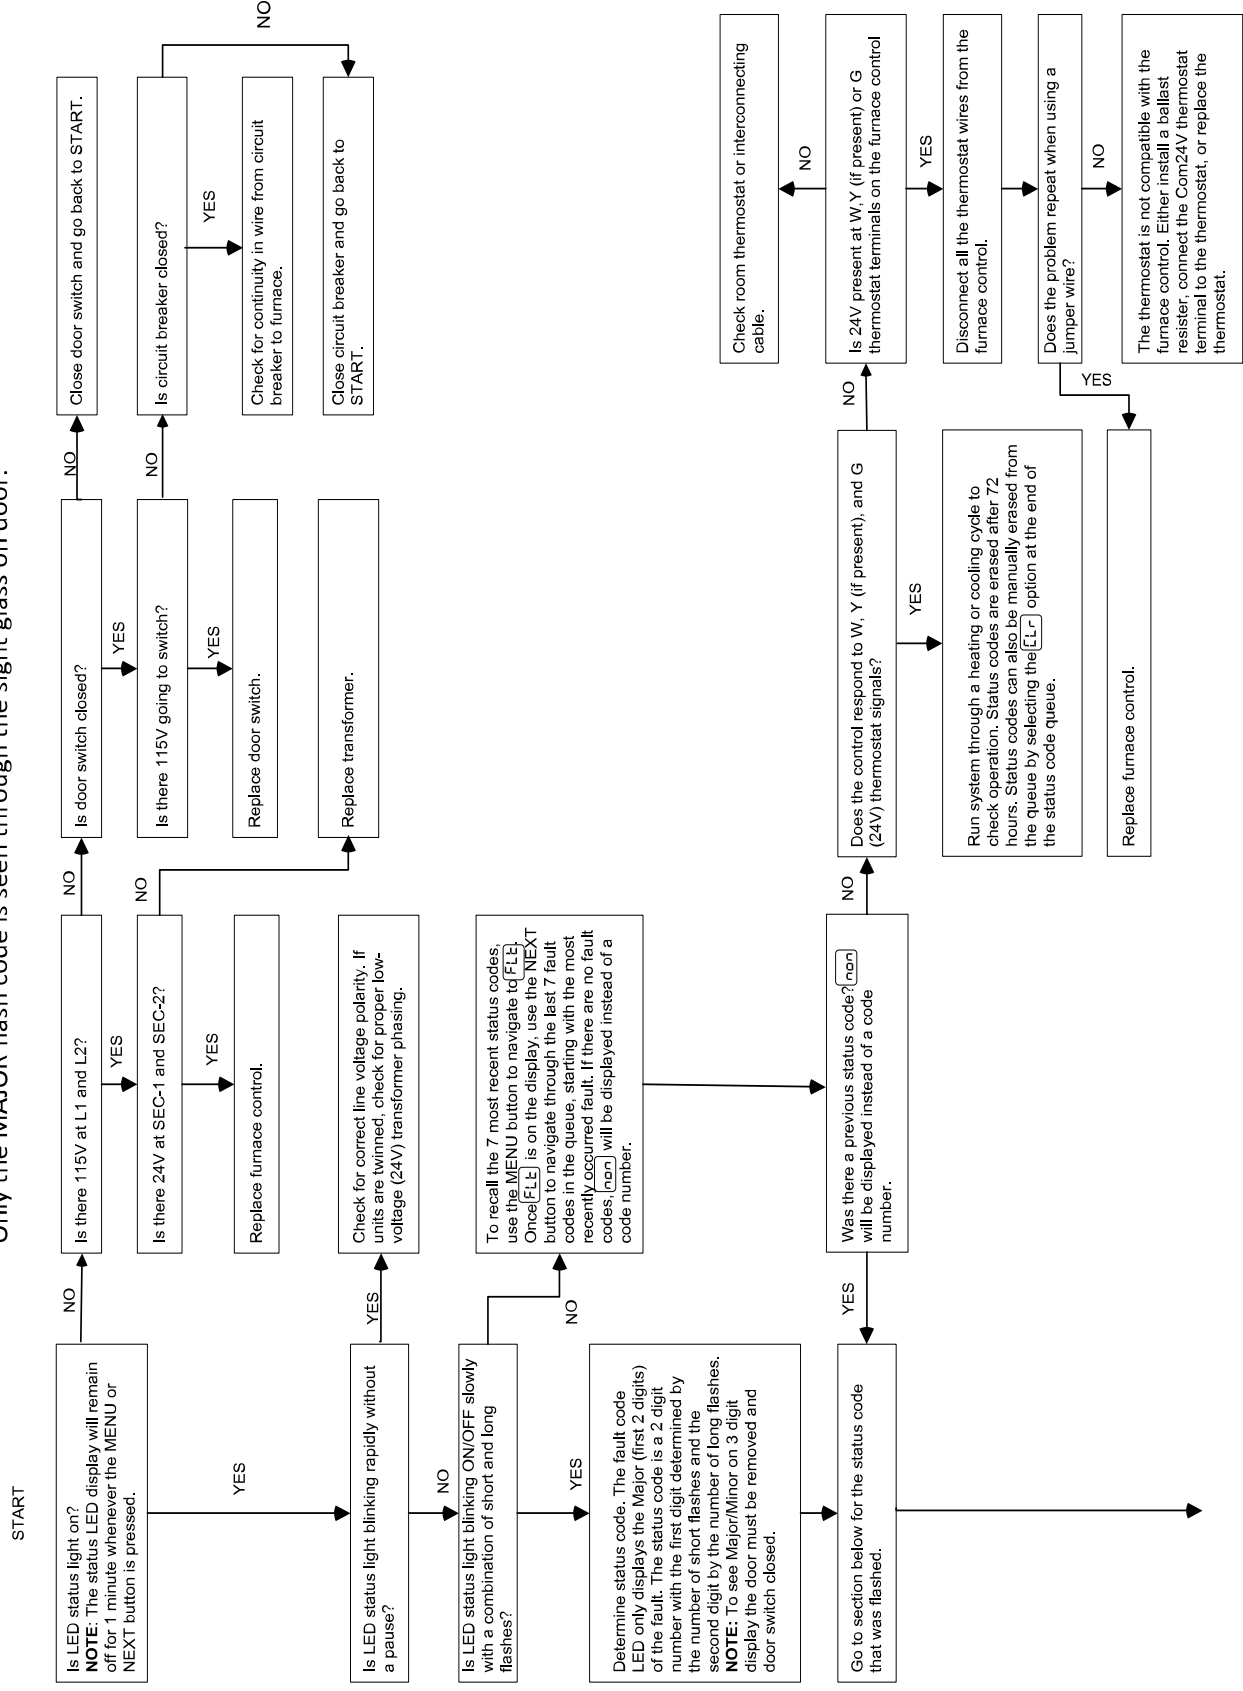 Only the MAJOR flash code is seen through the sight glass on door.
START
Is LED status light on?
NOTE: The status LED display will remain
off for 1 minute whenever the MENU or
NEXT button is pressed.
NO
Is there 115V at L1 and L2?
NO
Is door switch closed?
NO
Close door switch and go back to START.
YES
YES
YES
Is there 24V at SEC-1 and SEC-2?
NO
Is there 115V going to switch?
NO
Is circuit breaker closed?
NO
YES
YES
YES
Replace furnace control.
Replace door switch.
Check for continuity in wire from circuit
breaker to furnace.
Replace transformer.
Close circuit breaker and go back to
START.
Is LED status light blinking rapidly without
a pause?
YES
Check for correct line voltage polarity. If
units are twinned, check for proper low-
voltage (24V) transformer phasing.
NO
Is LED status light blinking ON/OFF slowly
with a combination of short and long
flashes?
NO
To recall the 7 most recent status codes,
use the MENU button to navigate to FLt.
Once FLt is on the display, use the NEXT
button to navigate through the last 7 fault
codes in the queue, starting with the most
recently occurred fault. If there are no fault
codes, non will be displayed instead of a
code number.
YES
Determine status code. The fault code
LED only displays the Major (first 2 digits)
of the fault. The status code is a 2 digit
number with the first digit determined by
the number of short flashes and the
second digit by the number of long flashes.
NOTE: To see Major/Minor on 3 digit
display the door must be removed and
door switch closed.
Go to section below for the status code
that was flashed.
YES
Was there a previous status code? non
will be displayed instead of a code
number.
NO
Does the control respond to W, Y (if present), and G
(24V) thermostat signals?
NO
Is 24V present at W,Y (if present) or G
thermostat terminals on the furnace control
NO
Check room thermostat or interconnecting
cable.
YES
YES
Run system through a heating or cooling cycle to
check operation. Status codes are erased after 72
hours. Status codes can also be manually erased from
the queue by selecting the CLr option at the end of
the status code queue.
Disconnect all the thermostat wires from the
furnace control.
Does the problem repeat when using a
jumper wire?
YES
NO
Replace furnace control.
The thermostat is not compatible with the
furnace control. Either install a ballast
resister, connect the Com24V thermostat
terminal to the thermostat, or replace the
thermostat.